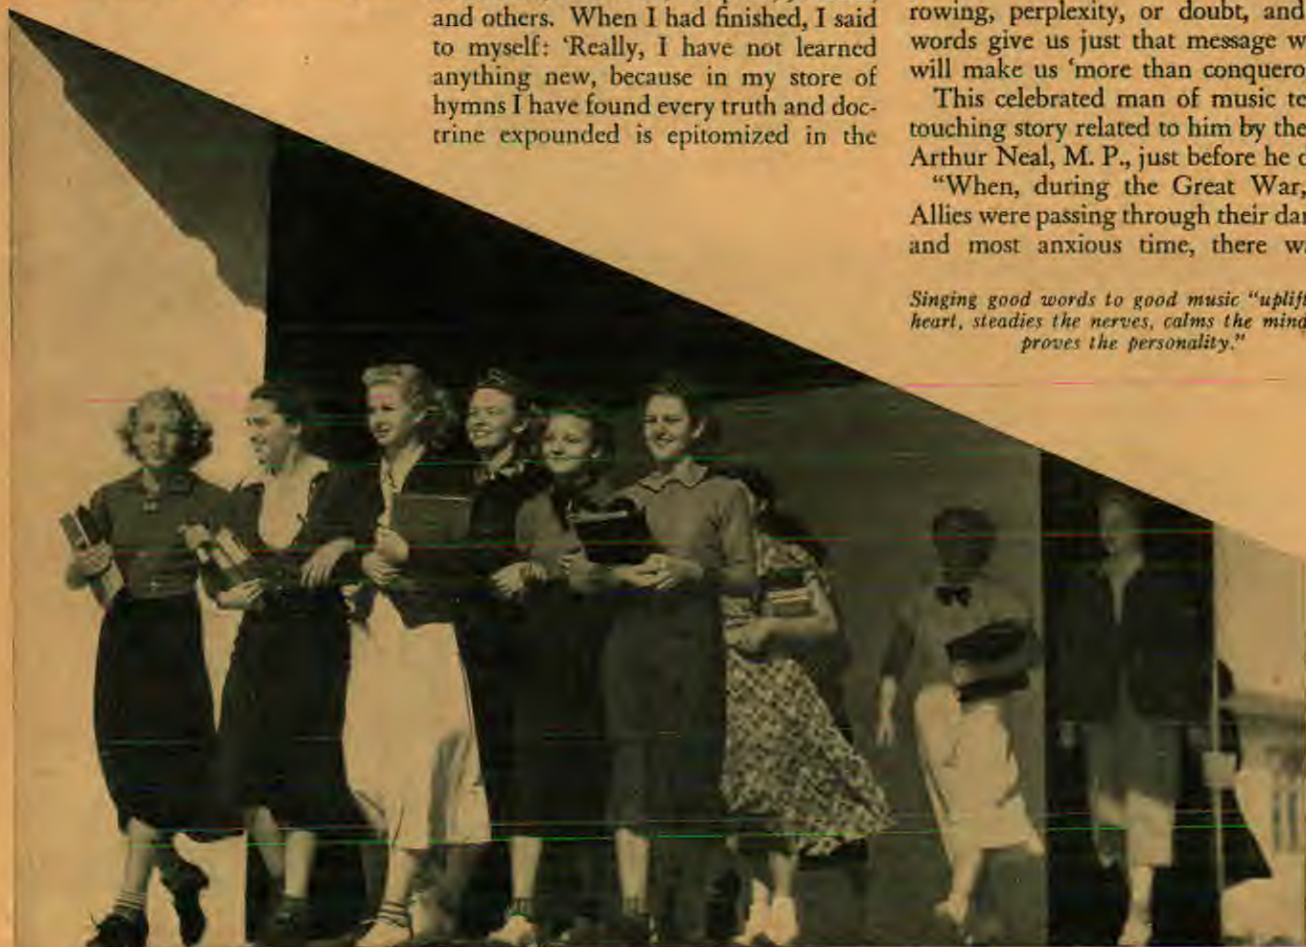 and others. When I had finished, I said
to myself: ‘Really, I have not learned
anything new, because in my store of
hymns I have found every truth and doc-
trine expounded is epitomized in the
rowing, perplexity, or doubt, and
words give us just that message w
will make us ‘more than conquero
This celebrated man of music te
touching story related to him by the
Arthur Neal, M. P., just before he
“When, during the Great War,
Allies were passing through their dar
and most anxious time, there w
Singing good words to good music “uplift
heart, steadies the nerves, calms the mind
proves the personality.”